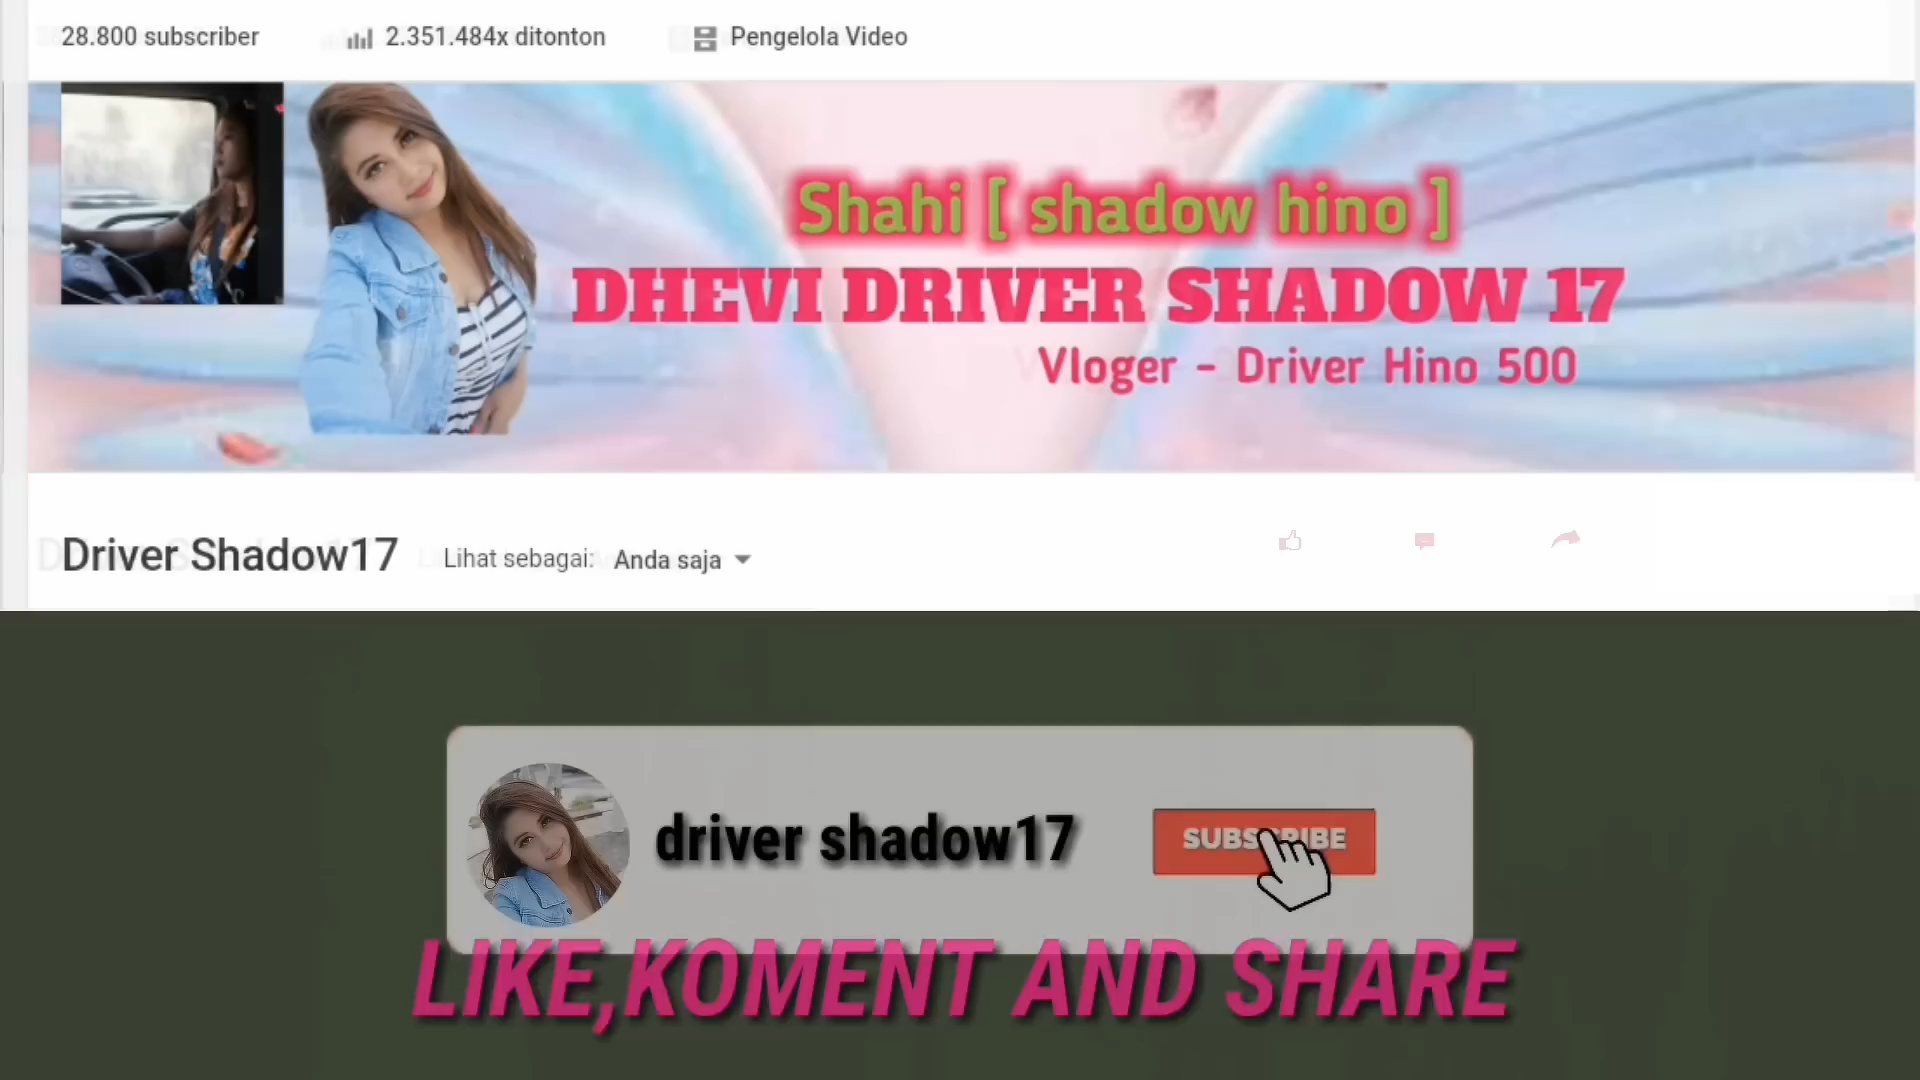 28.800 subscriber 2.351.484x ditonton Pengelola Video
Shahi [ shadow hino ]
DHEVI DRIVER SHADOW 17
Vloger - Driver Hino 500
Driver Shadow17 Lihat sebagai: Anda saja
driver shadow17 SUBSCRIBE
LIKE,KOMENT AND SHARE